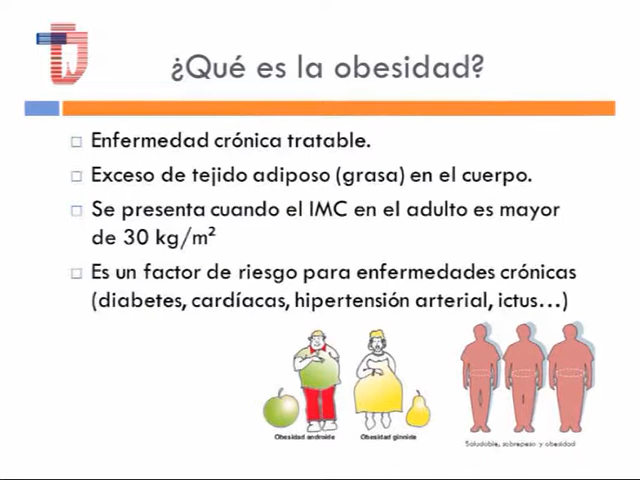 ¿Qué es la obesidad?
Enfermedad crónica tratable.
Exceso de tejido adiposo (grasa) en el cuerpo.
Se presenta cuando el IMC en el adulto es mayor
de 30 kg/m²
Es un factor de riesgo para enfermedades crónicas
(diabetes, cardíacas, hipertensión arterial, ictus…)
Obesidad androide
Obesidad ginoide
Saludable, sobrepeso y obesidad